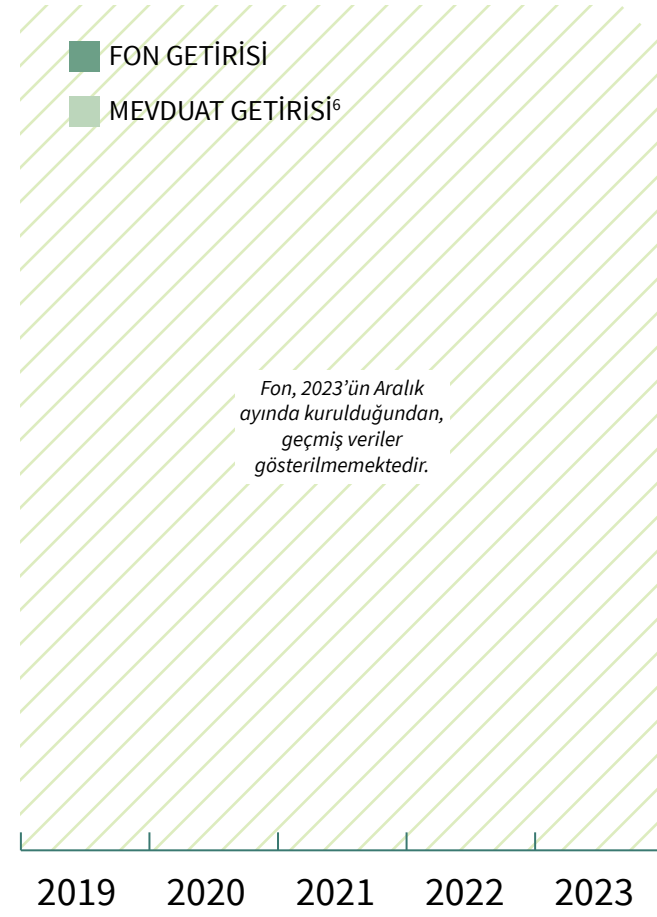 FON GETİRİSİ
MEVDUAT GETİRİSİ⁶
Fon, 2023’ün Aralık
ayında kurulduğundan,
geçmiş veriler
gösterilmemektedir.
2019 2020 2021 2022 2023